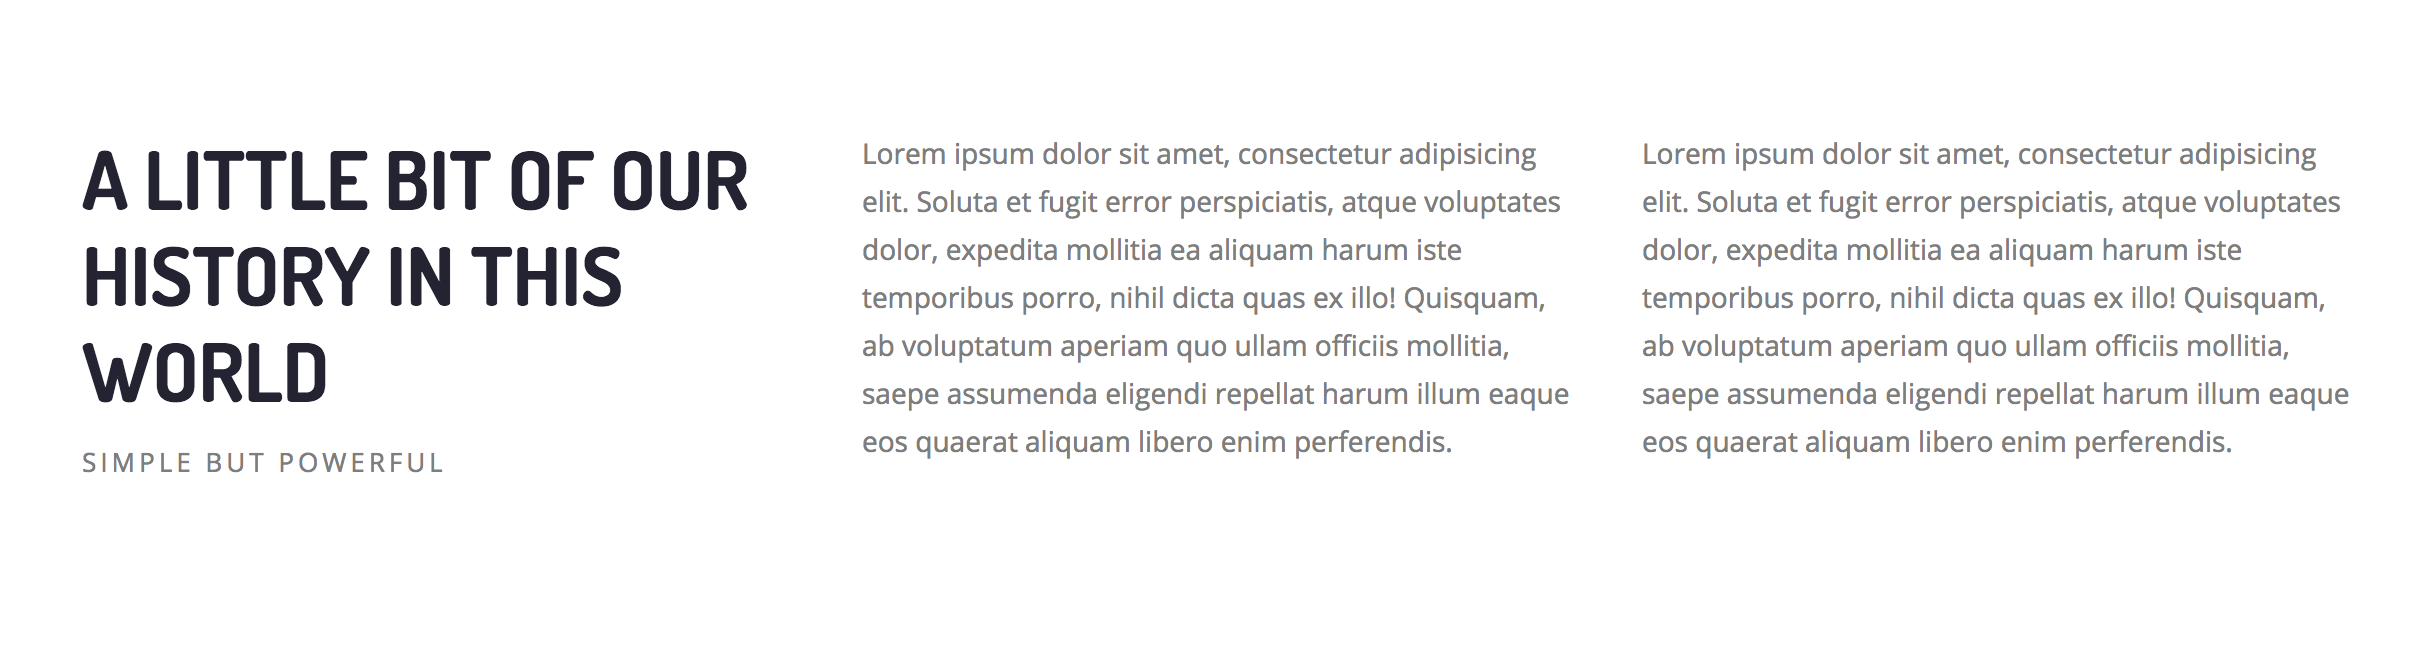 A LITTLE BIT OF OUR
HISTORY IN THIS
WORLD
SIMPLE BUT POWERFUL
Lorem ipsum dolor sit amet, consectetur adipisicing
elit. Soluta et fugit error perspiciatis, atque voluptates
dolor, expedita mollitia ea aliquam harum iste
temporibus porro, nihil dicta quas ex illo! Quisquam,
ab voluptatum aperiam quo ullam officiis mollitia,
saepe assumenda eligendi repellat harum illum eaque
eos quaerat aliquam libero enim perferendis.
Lorem ipsum dolor sit amet, consectetur adipisicing
elit. Soluta et fugit error perspiciatis, atque voluptates
dolor, expedita mollitia ea aliquam harum iste
temporibus porro, nihil dicta quas ex illo! Quisquam,
ab voluptatum aperiam quo ullam officiis mollitia,
saepe assumenda eligendi repellat harum illum eaque
eos quaerat aliquam libero enim perferendis.